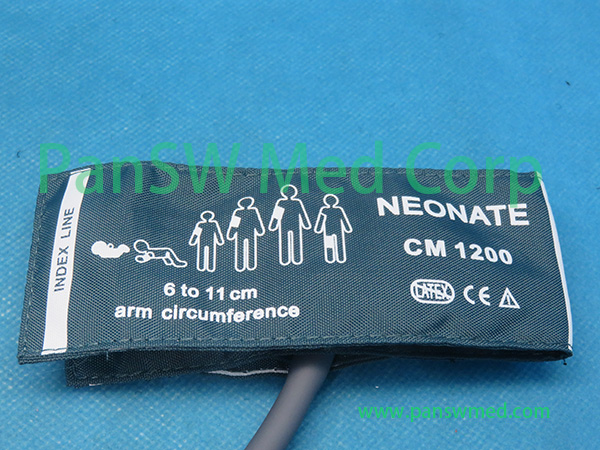 PanSW Med Corp
INDEX LINE
NEONATE
CM 1200
6 to 11 cm
arm circumference
LATEX
CE
www.panswmed.com